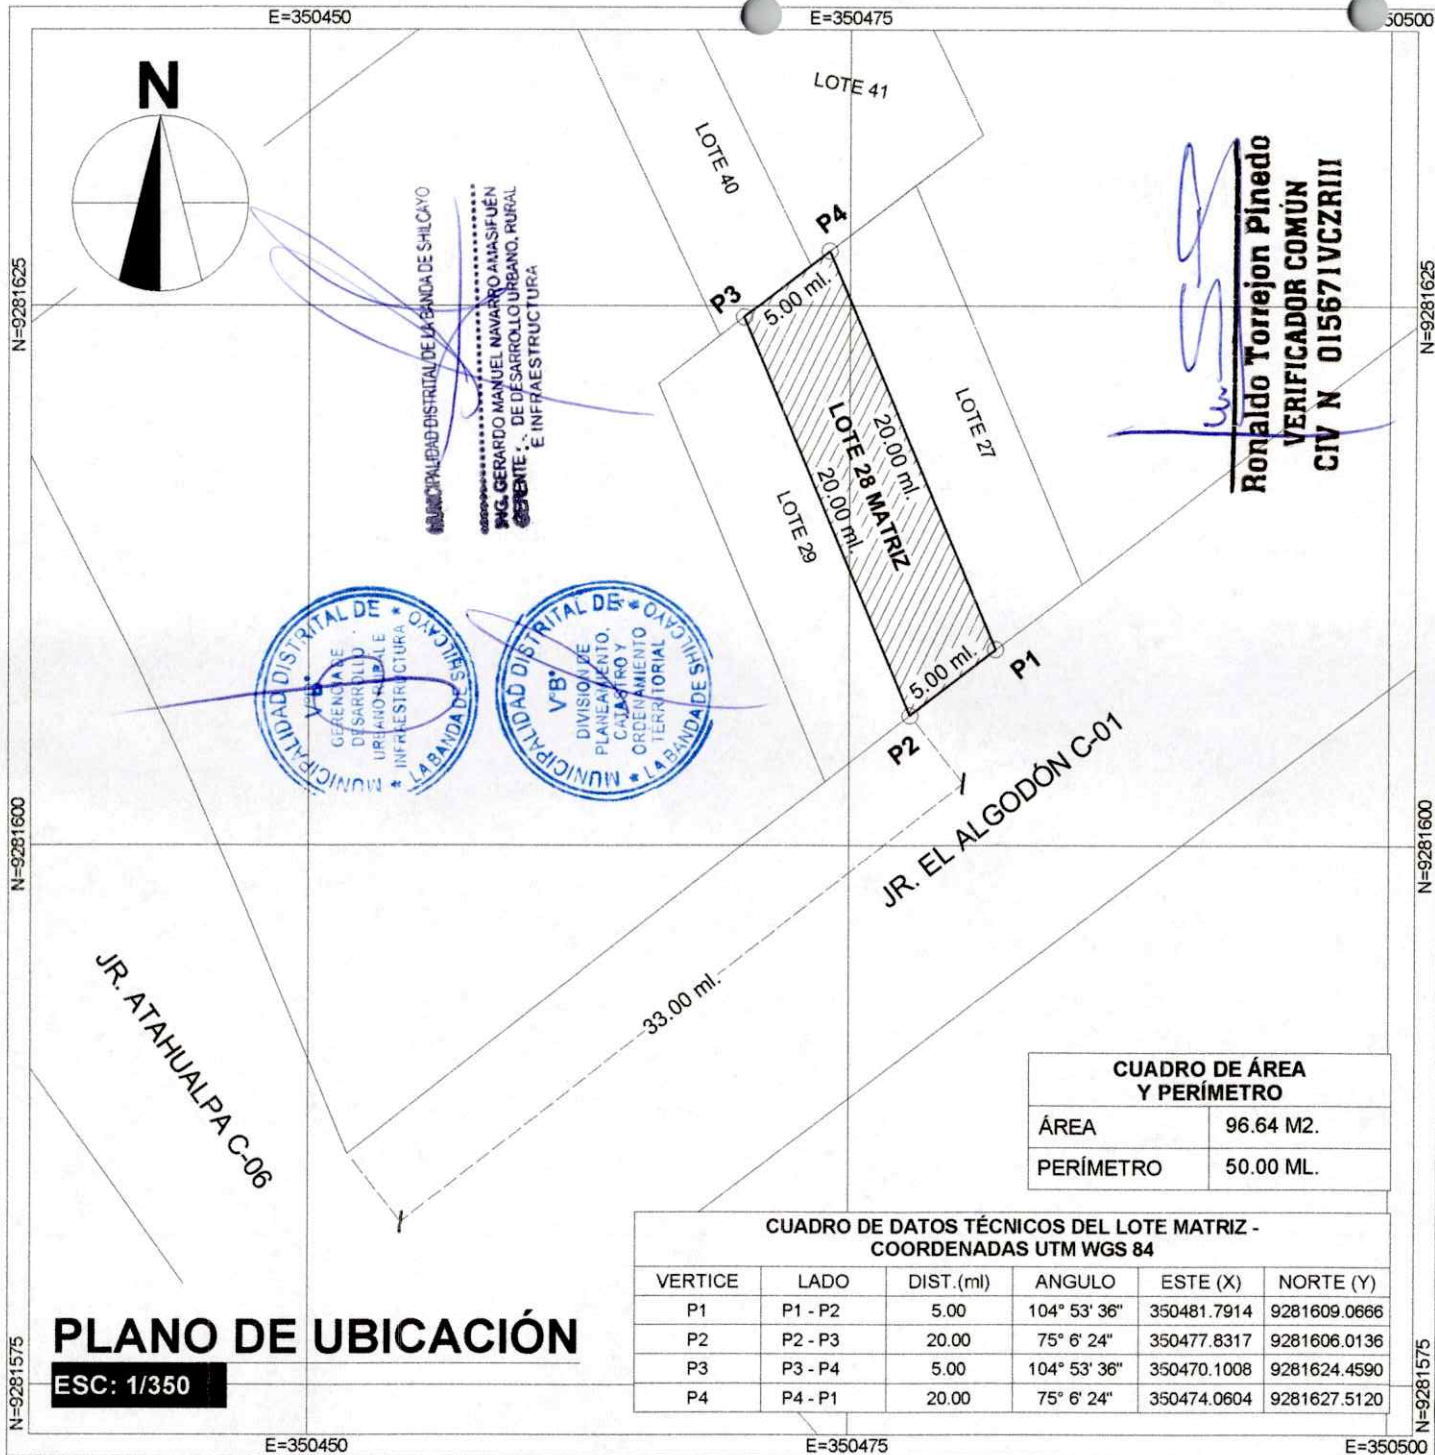 E=350450
E=350475
50500
N
LOTE 41
LOTE 40
P4
P3
5.00 ml.
N=9281625
N=9281625
MUNICIPALIDAD DISTRITAL DE LA BANDA DE SHILCAYO
ING. GERARDO MANUEL NAVARRO AMASIFUÉN
GERENTE DE DESARROLLO URBANO, RURAL
E INFRAESTRUCTURA
Ronaldo Torrejon Pinedo
VERIFICADOR COMÚN
CIV N 015671VCZRIII
LOTE 27
20.00 ml.
LOTE 28 MATRIZ
20.00 ml.
LOTE 29
5.00 ml.
P1
P2
MUNICIPALIDAD DISTRITAL DE
* LA BANDA DE SHILCAYO *
V°B°
GERENCIA DE
DESARROLLO
URBANO RURAL E
INFRAESTRUCTURA
MUNICIPALIDAD DISTRITAL DE
* LA BANDA DE SHILCAYO *
V°B°
DIVISION DE
PLANEAMIENTO,
CATASTRO Y
ORDENAMIENTO
TERRITORIAL
N=9281600
N=9281600
JR. EL ALGODÓN C-01
33.00 ml.
JR. ATAHUALPA C-06
CUADRO DE ÁREA
Y PERÍMETRO
ÁREA 96.64 M2.
PERÍMETRO 50.00 ML.
CUADRO DE DATOS TÉCNICOS DEL LOTE MATRIZ -
COORDENADAS UTM WGS 84
VERTICE LADO DIST.(ml) ANGULO ESTE (X) NORTE (Y)
P1 P1 - P2 5.00 104° 53' 36" 350481.7914 9281609.0666
P2 P2 - P3 20.00 75° 6' 24" 350477.8317 9281606.0136
P3 P3 - P4 5.00 104° 53' 36" 350470.1008 9281624.4590
P4 P4 - P1 20.00 75° 6' 24" 350474.0604 9281627.5120
PLANO DE UBICACIÓN
ESC: 1/350
N=9281575
N=9281575
E=350450
E=350475
E=350500